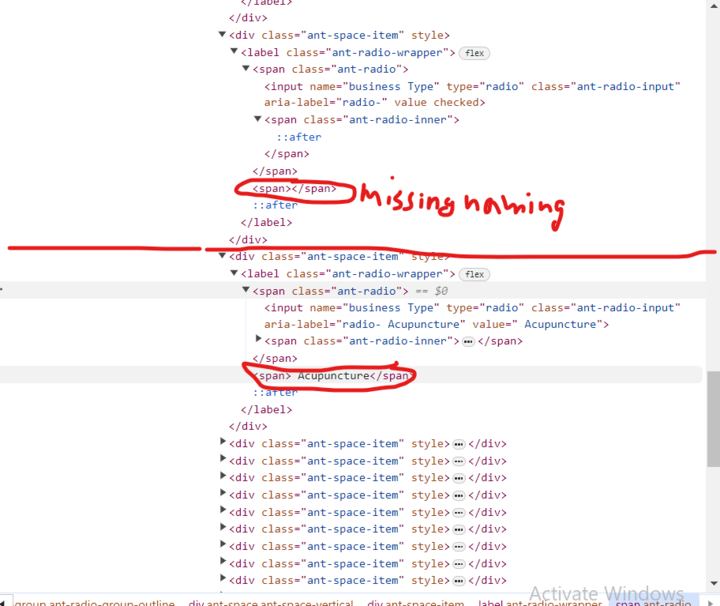 </label>
</div>
▼<div class="ant-space-item" style>
▼<label class="ant-radio-wrapper"> flex
▼<span class="ant-radio">
<input name="business Type" type="radio" class="ant-radio-input"
aria-label="radio-" value checked>
▼<span class="ant-radio-inner">
::after
</span>
</span>
<span></span> Missing naming
::after
</label>
</div>
▼<div class="ant-space-item" style>
▼<label class="ant-radio-wrapper"> flex
▼<span class="ant-radio"> == $0
<input name="business Type" type="radio" class="ant-radio-input"
aria-label="radio- Acupuncture" value=" Acupuncture">
▶<span class="ant-radio-inner">…</span>
</span>
<span> Acupuncture</span>
::after
</label>
</div>
▶<div class="ant-space-item" style>…</div>
▶<div class="ant-space-item" style>…</div>
▶<div class="ant-space-item" style>…</div>
▶<div class="ant-space-item" style>…</div>
▶<div class="ant-space-item" style>…</div>
▶<div class="ant-space-item" style>…</div>
▶<div class="ant-space-item" style>…</div>
▶<div class="ant-space-item" style>…</div>
▶<div class="ant-space-item" style>…</div>
Activate Windows
group.ant-radio-group-outline div.ant-space.ant-space-vertical div.ant-space-item label.ant-radio-wrapper span.ant-radio